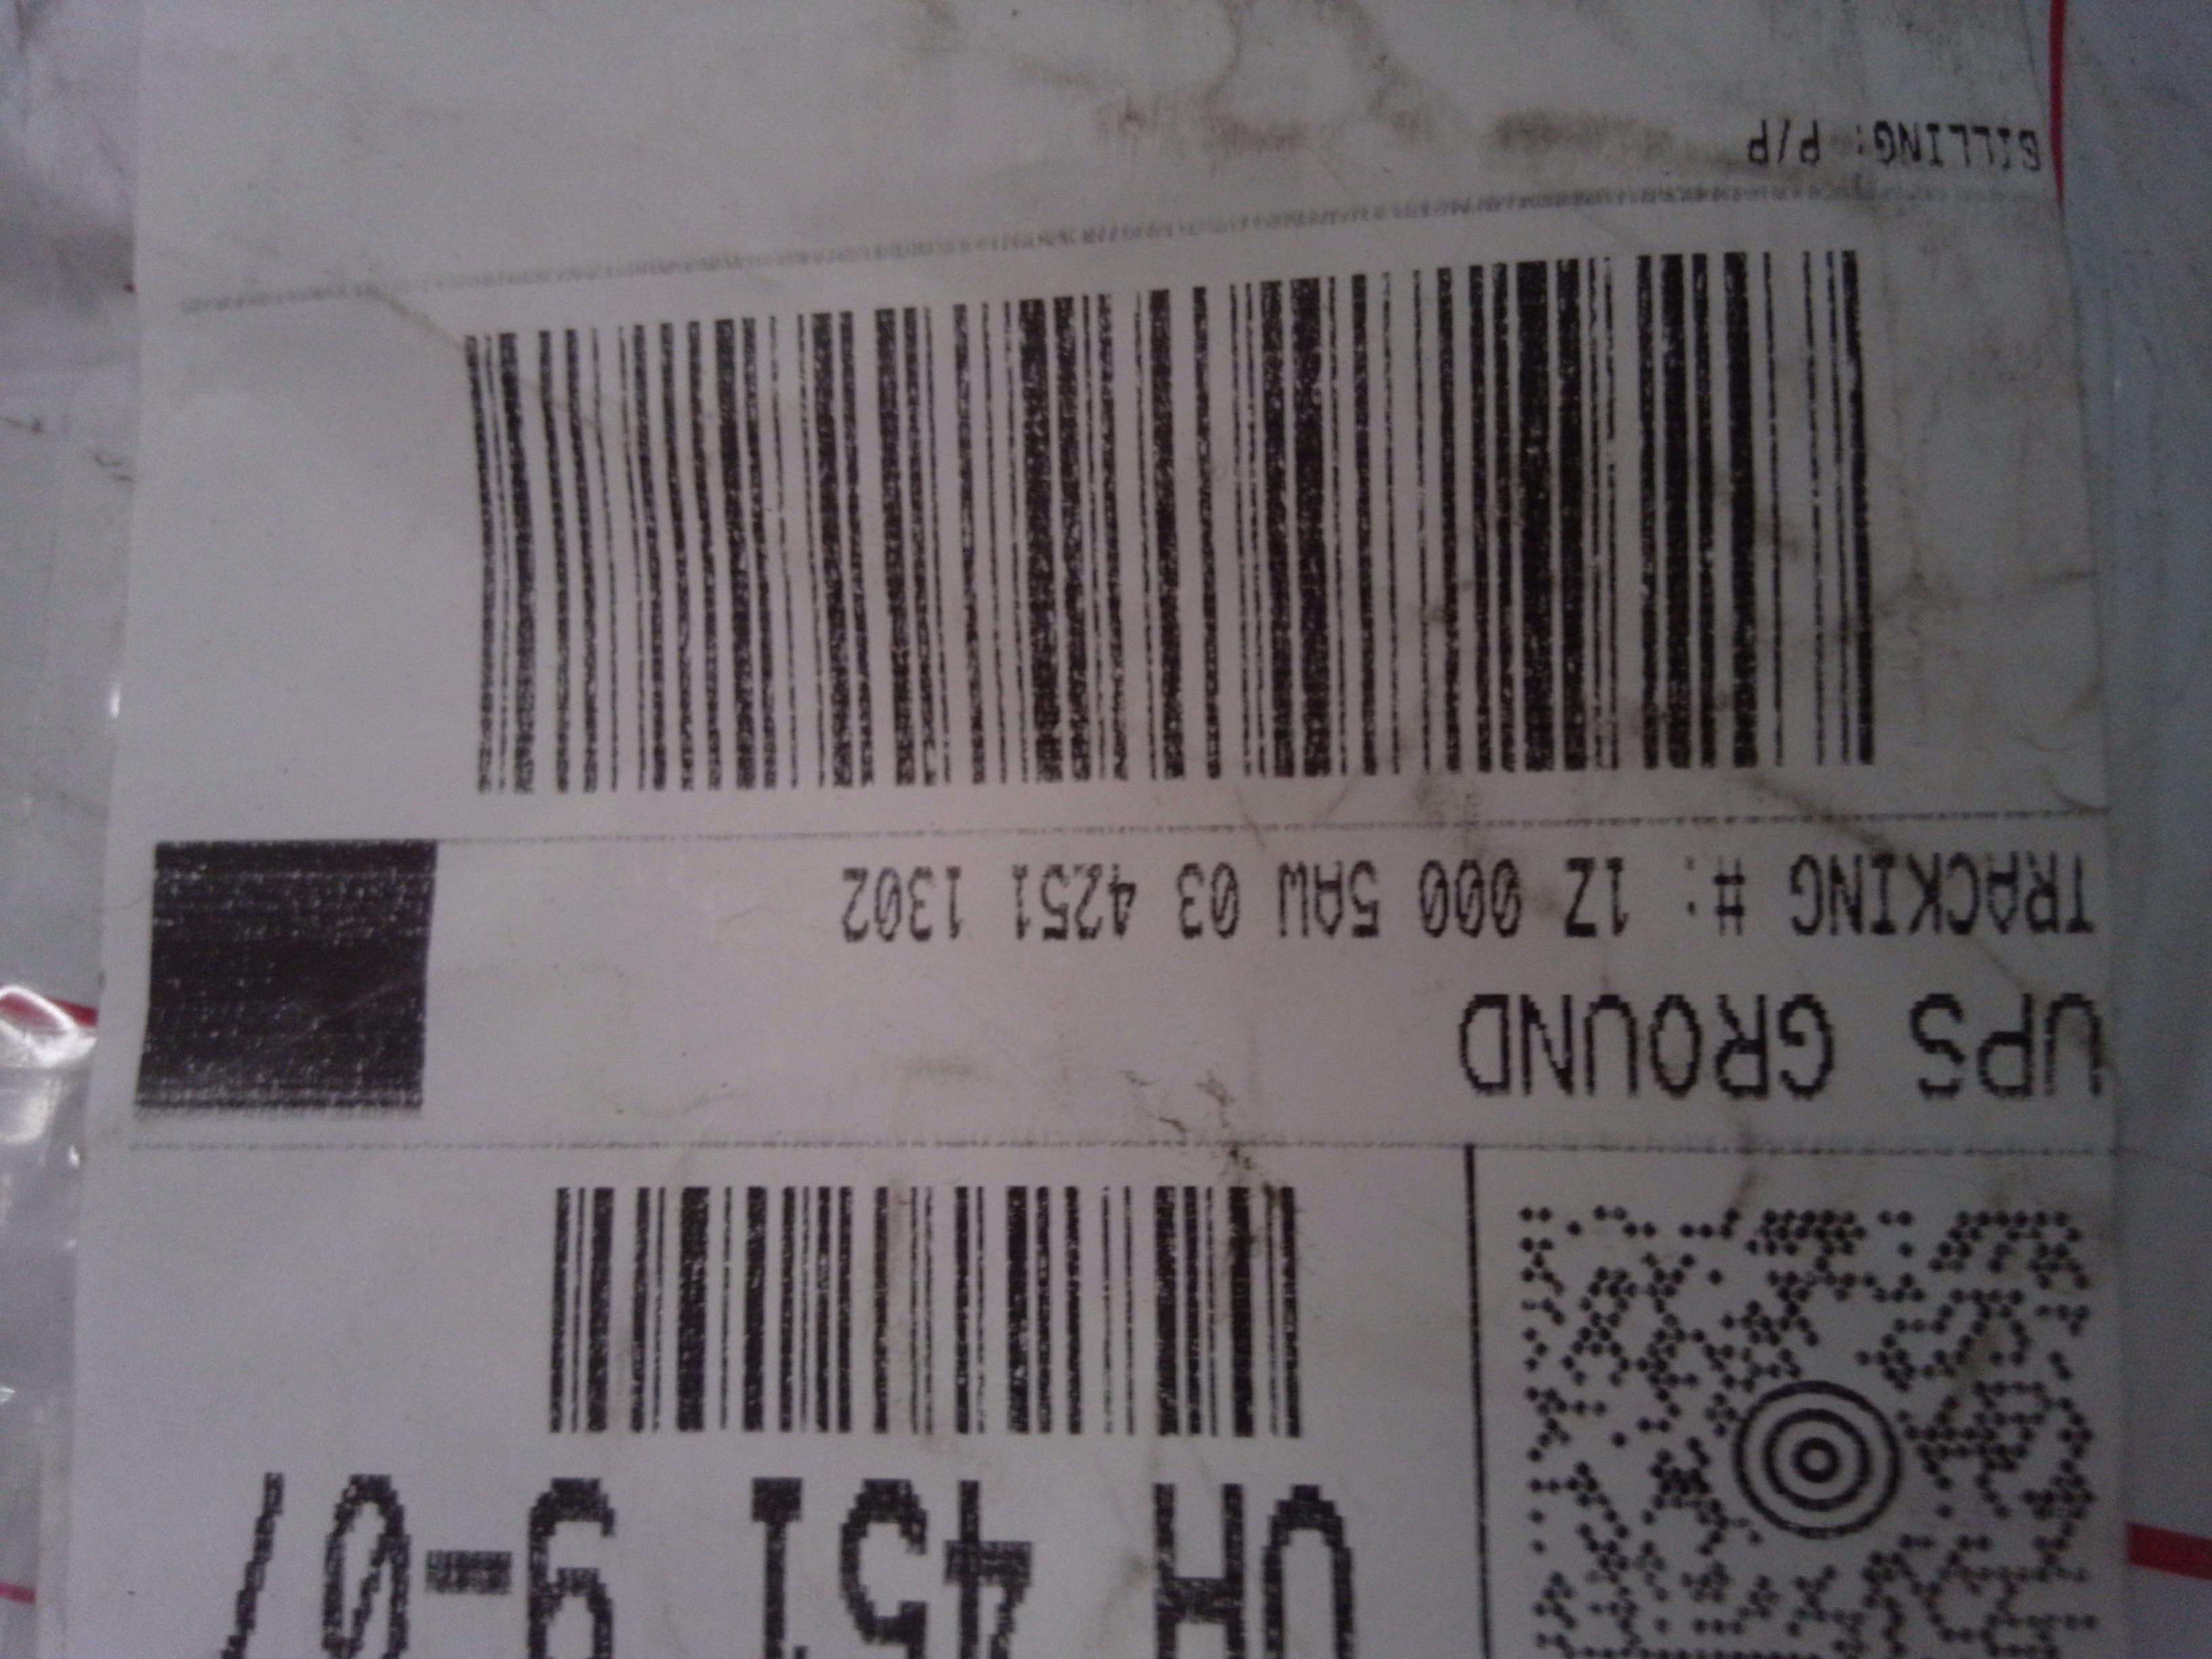 OH 451 9-07
UPS GROUND
TRACKING #: 1Z 000 5AW 03 4251 1302
BILLING: P/P